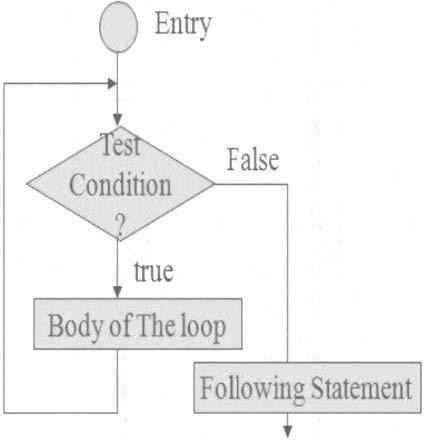 Entry
Test
Condition
?
False
true
Body of The loop
Following Statement